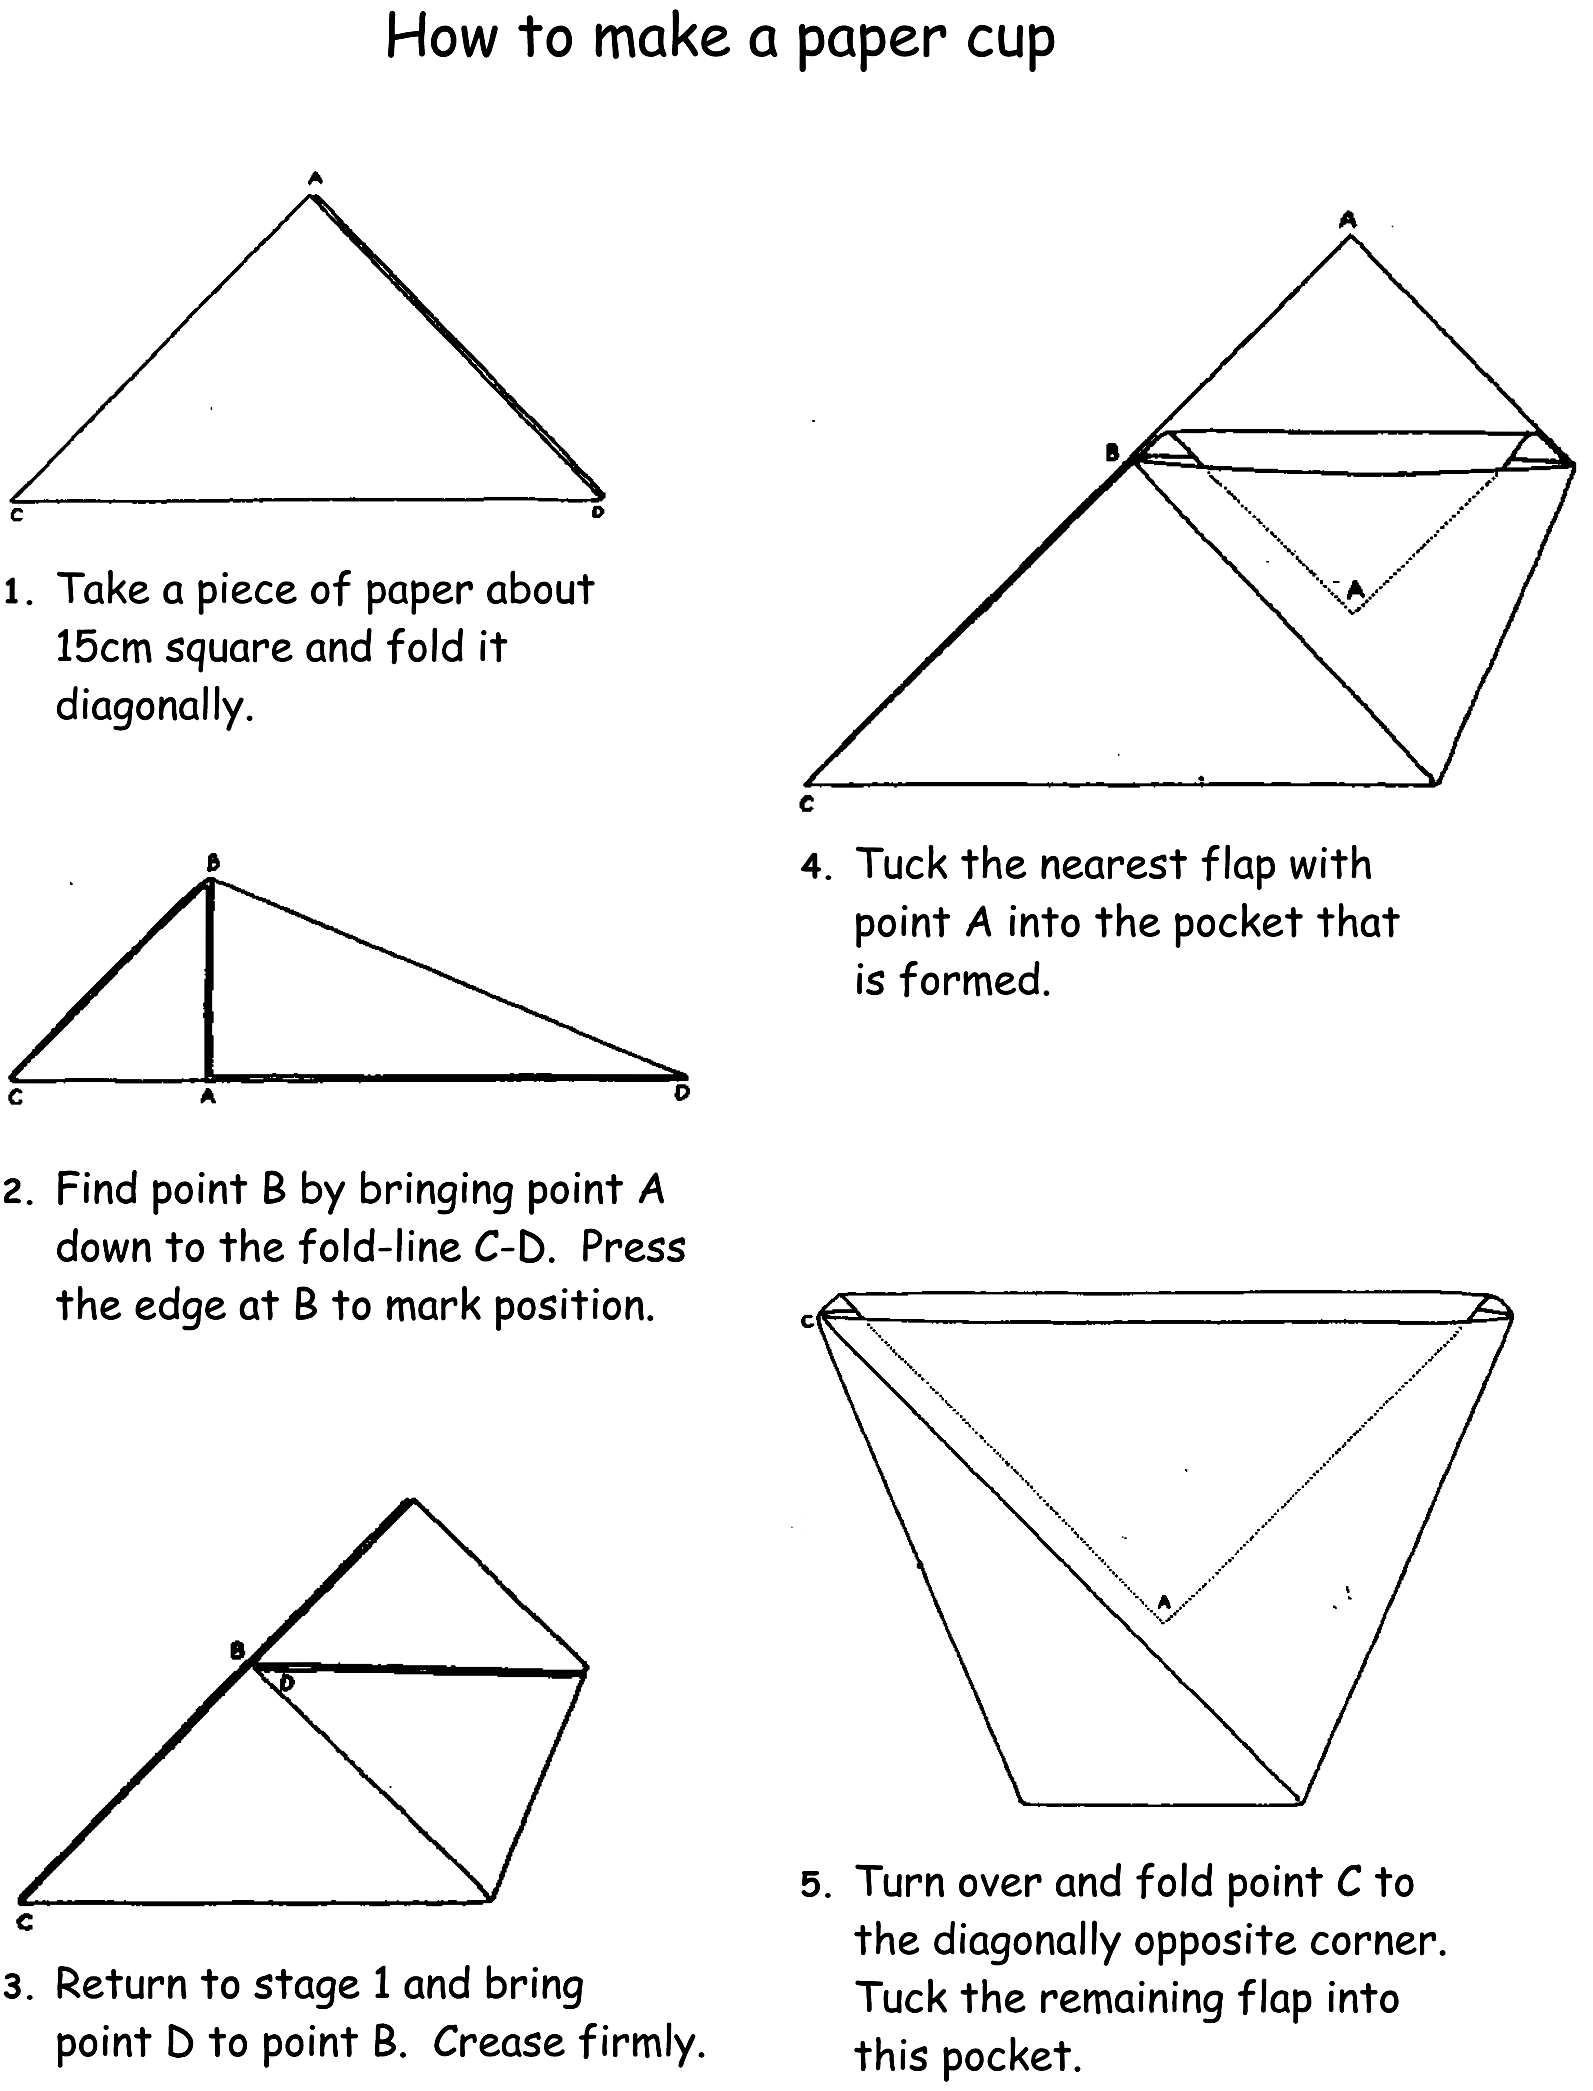 How to make a paper cup
A
C
D
1. Take a piece of paper about
15cm square and fold it
diagonally.
B
C
A
D
2. Find point B by bringing point A
down to the fold-line C-D. Press
the edge at B to mark position.
B
D
C
3. Return to stage 1 and bring
point D to point B. Crease firmly.
A
B
A
C
4. Tuck the nearest flap with
point A into the pocket that
is formed.
C
A
5. Turn over and fold point C to
the diagonally opposite corner.
Tuck the remaining flap into
this pocket.